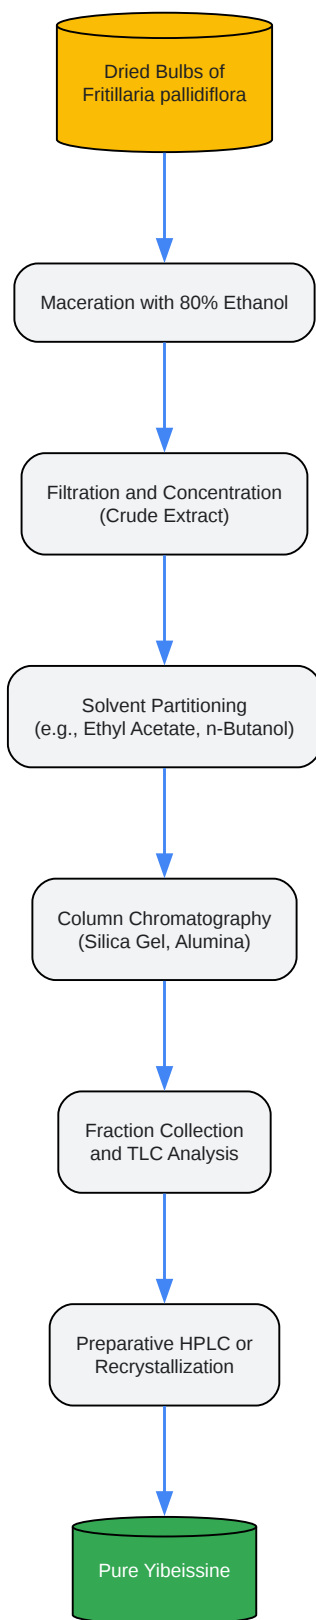 Dried Bulbs of
Fritillaria pallidiflora
Maceration with 80% Ethanol
Filtration and Concentration
(Crude Extract)
Solvent Partitioning
(e.g., Ethyl Acetate, n-Butanol)
Column Chromatography
(Silica Gel, Alumina)
Fraction Collection
and TLC Analysis
Preparative HPLC or
Recrystallization
Pure Yibeissine